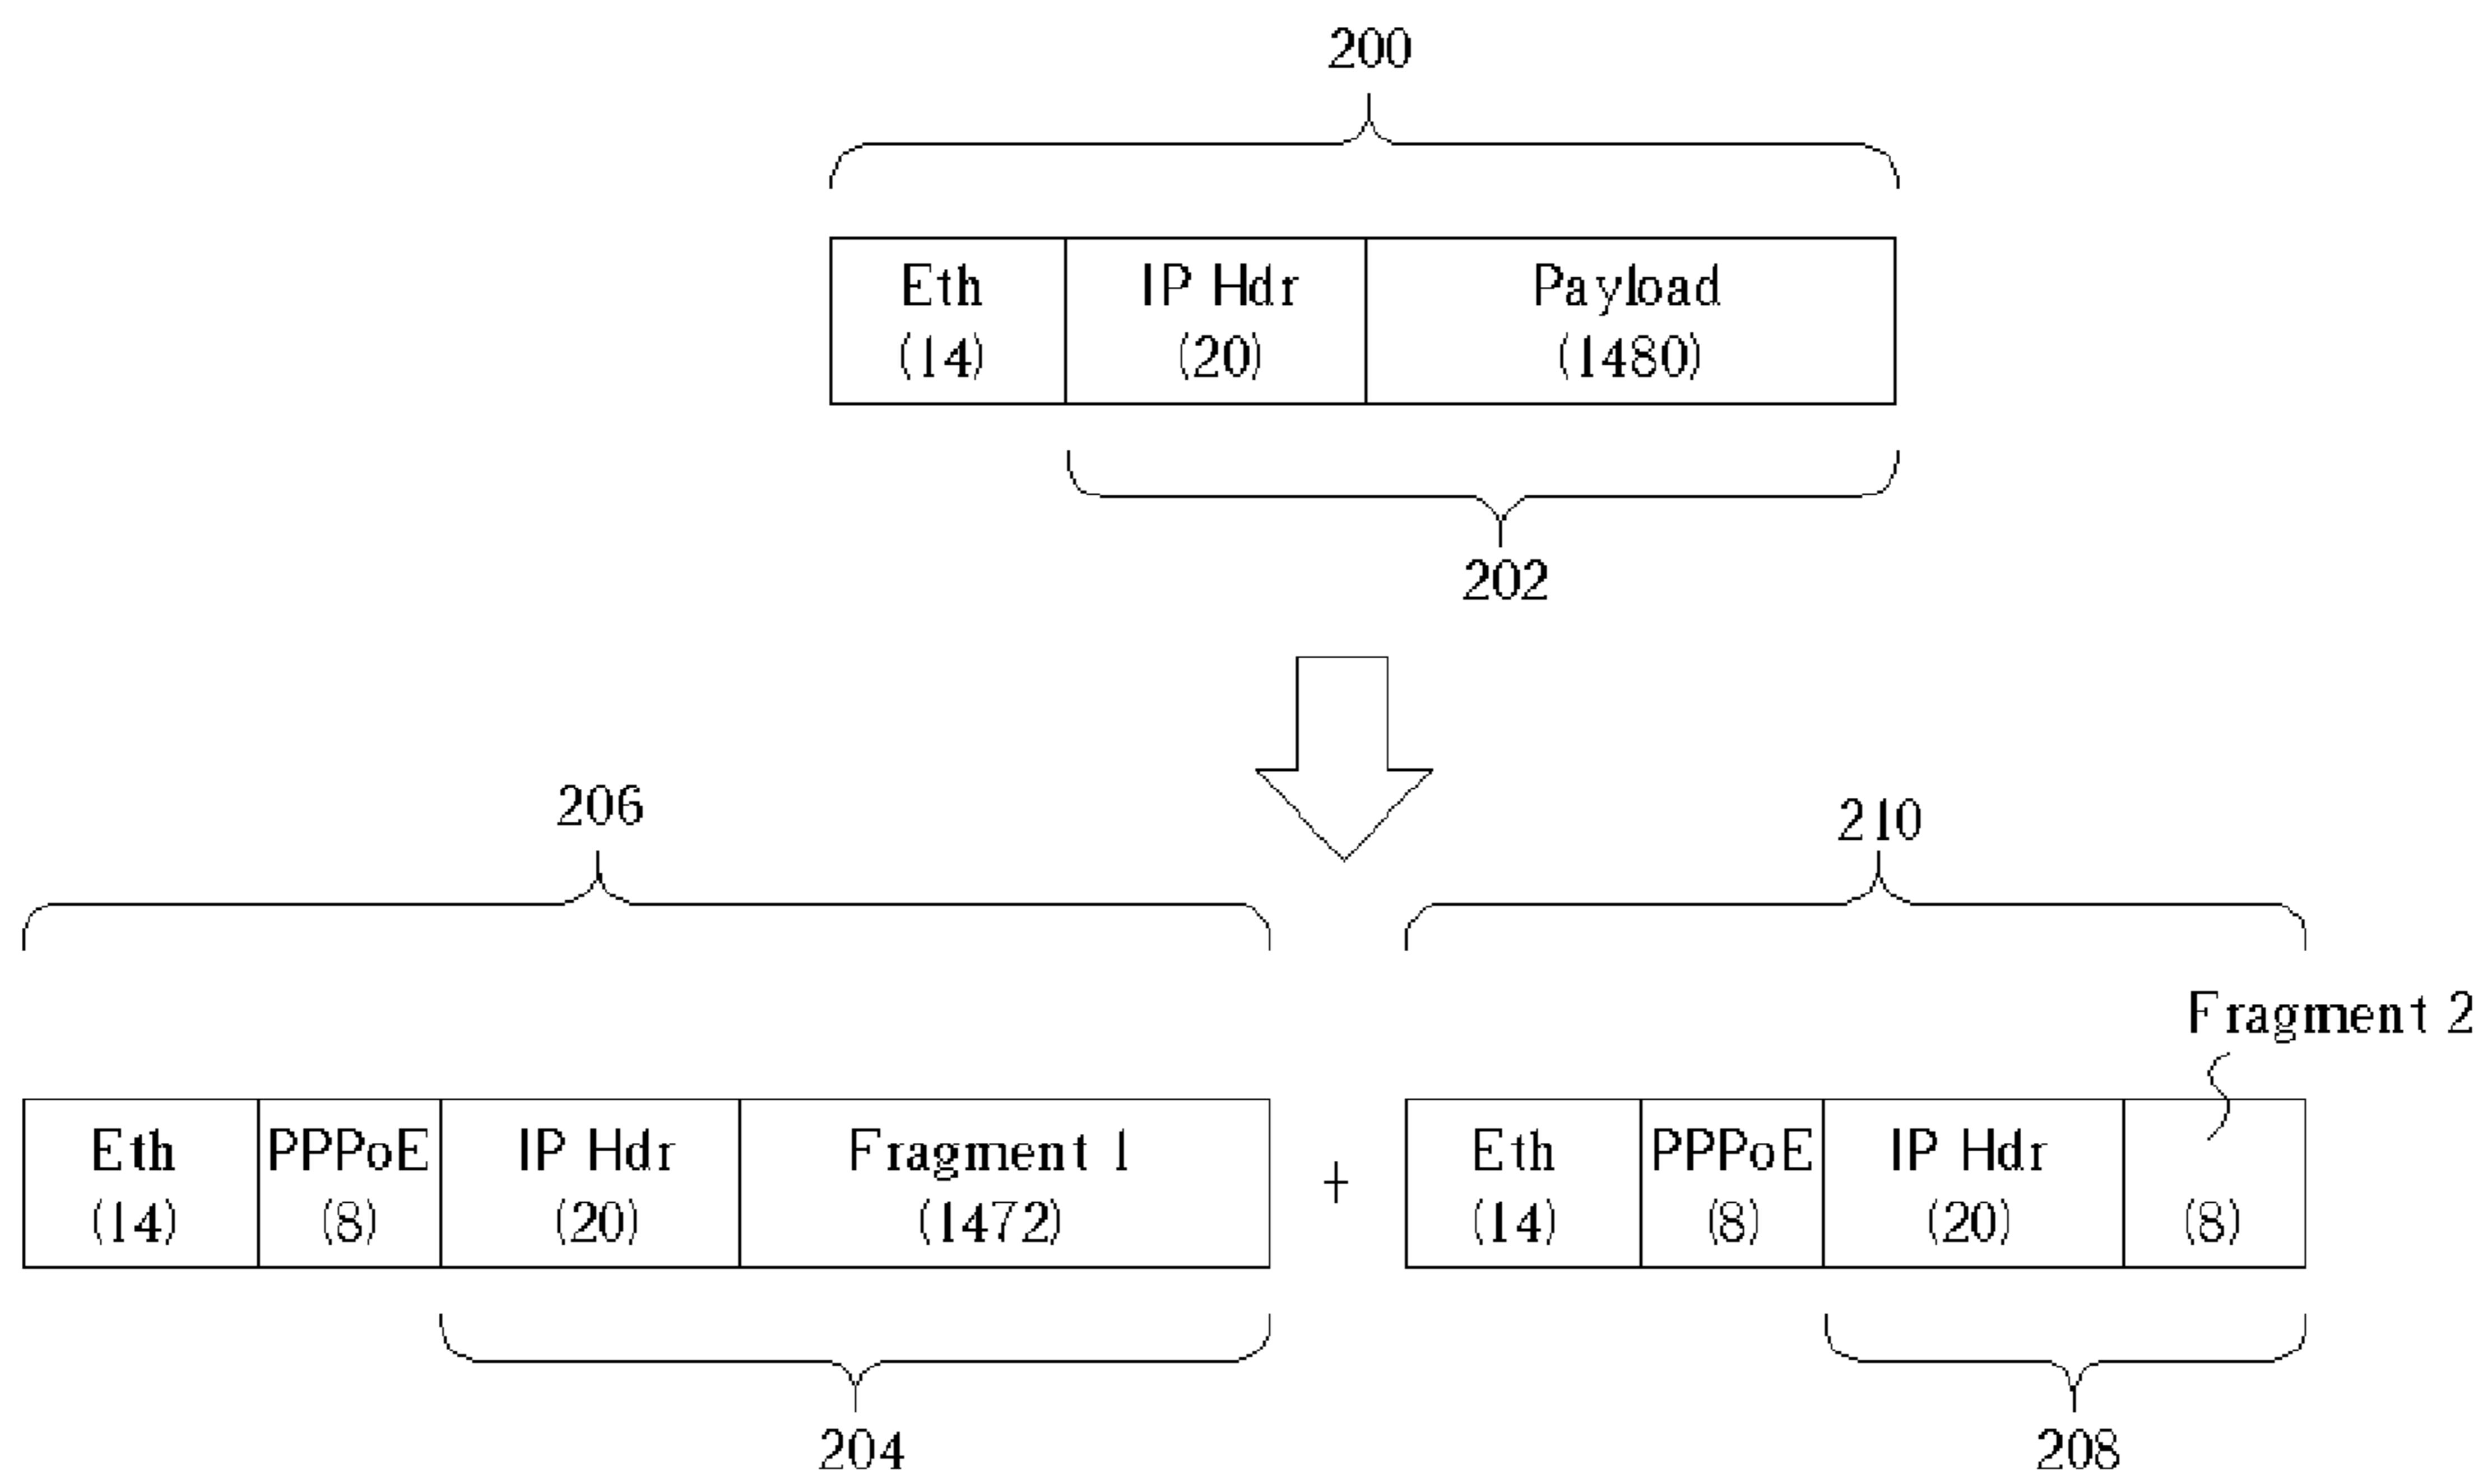 200
Eth IP Hdr Payload
(14) (20) (1480)
202
206
210
Fragment 2
Eth PPPoE IP Hdr Fragment 1
(14) (8) (20) (1472)
+
Eth PPPoE IP Hdr
(14) (8) (20) (8)
204
208